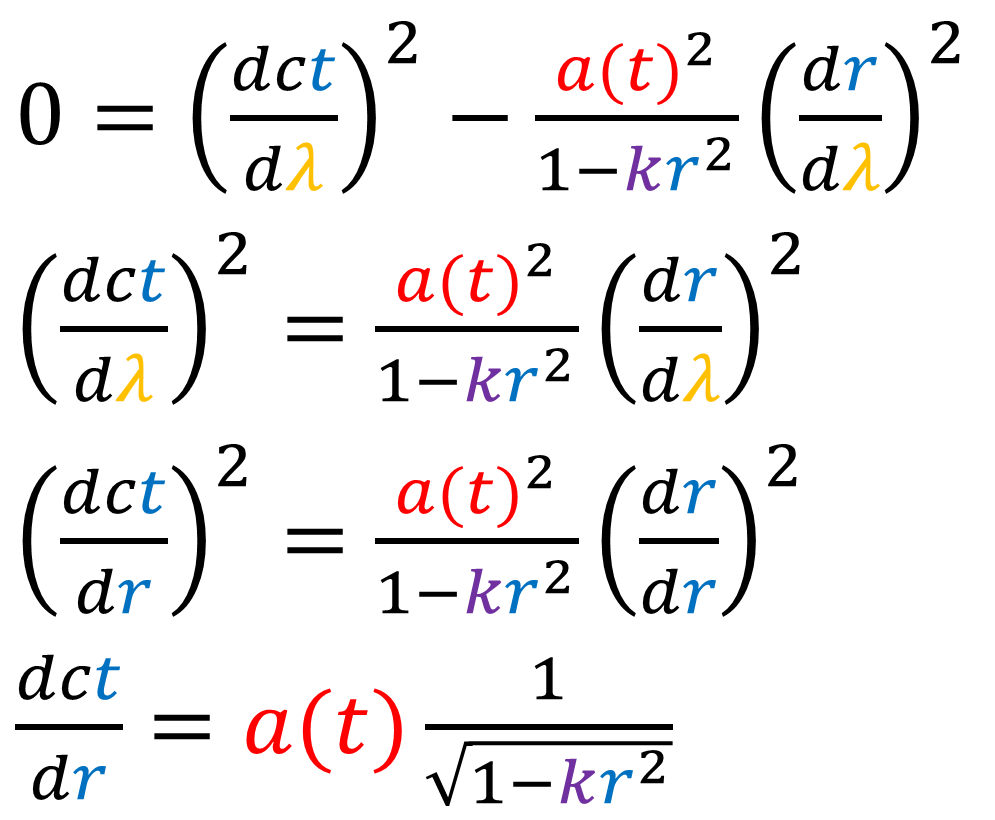 0 = (dct/dλ)² − a(t)²/(1−kr²) (dr/dλ)²
(dct/dλ)² = a(t)²/(1−kr²) (dr/dλ)²
(dct/dr)² = a(t)²/(1−kr²) (dr/dr)²
dct/dr = a(t) 1/√(1−kr²)